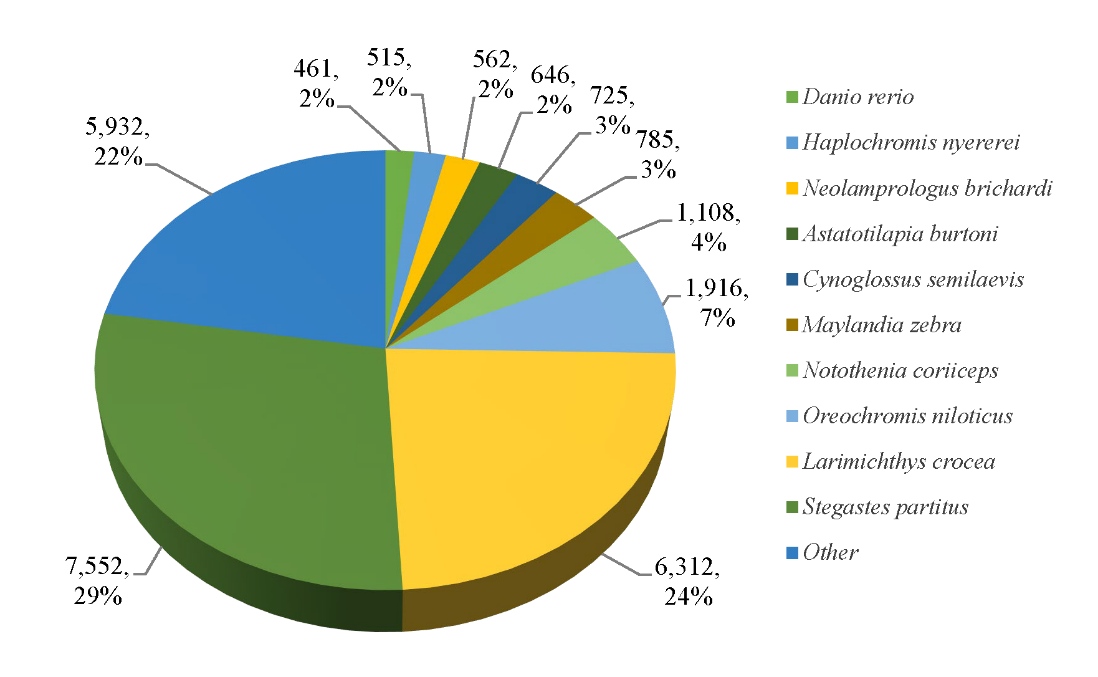 461,
2%
515,
2%
562,
2%
646,
2%
725,
3%
785,
3%
1,108,
4%
1,916,
7%
6,312,
24%
7,552,
29%
5,932,
22%
Danio rerio
Haplochromis nyererei
Neolamprologus brichardi
Astatotilapia burtoni
Cynoglossus semilaevis
Maylandia zebra
Notothenia coriiceps
Oreochromis niloticus
Larimichthys crocea
Stegastes partitus
Other